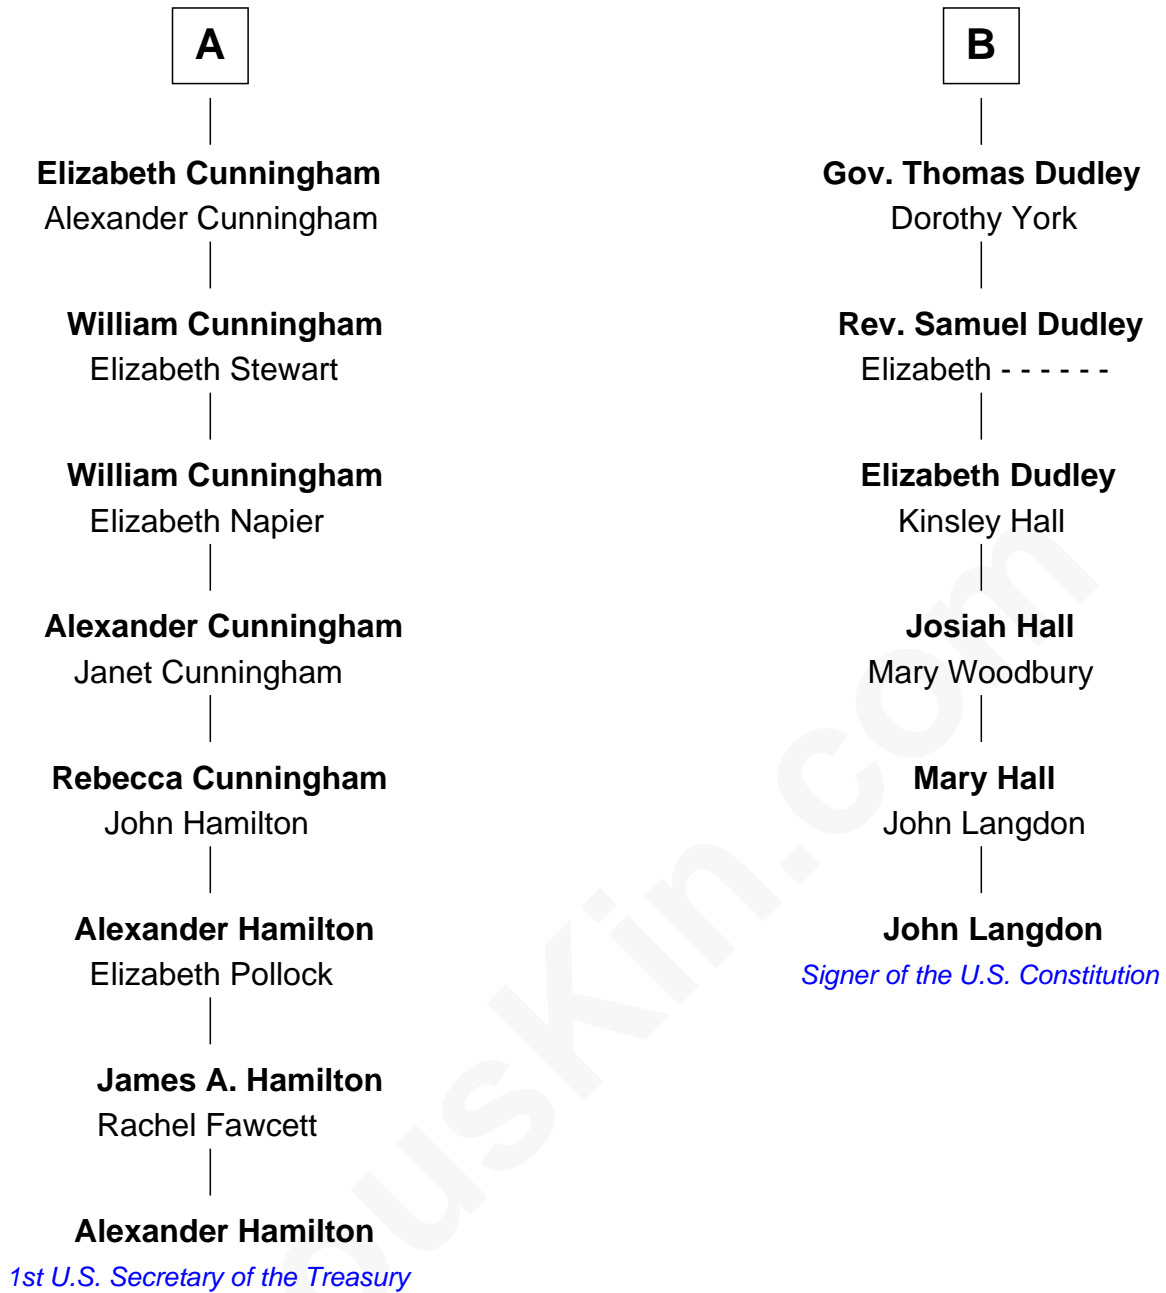 A
Elizabeth Cunningham
Alexander Cunningham
William Cunningham
Elizabeth Stewart
William Cunningham
Elizabeth Napier
Alexander Cunningham
Janet Cunningham
Rebecca Cunningham
John Hamilton
Alexander Hamilton
Elizabeth Pollock
James A. Hamilton
Rachel Fawcett
Alexander Hamilton
1st U.S. Secretary of the Treasury
B
Gov. Thomas Dudley
Dorothy York
Rev. Samuel Dudley
Elizabeth - - - - - -
Elizabeth Dudley
Kinsley Hall
Josiah Hall
Mary Woodbury
Mary Hall
John Langdon
John Langdon
Signer of the U.S. Constitution
ousKin.com